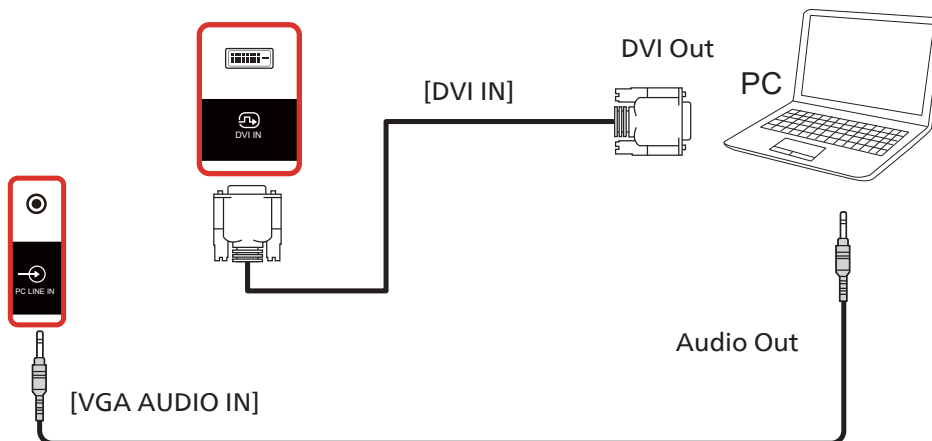 DVI Out
PC
[DVI IN]
DVI IN
PC LINE IN
Audio Out
[VGA AUDIO IN]